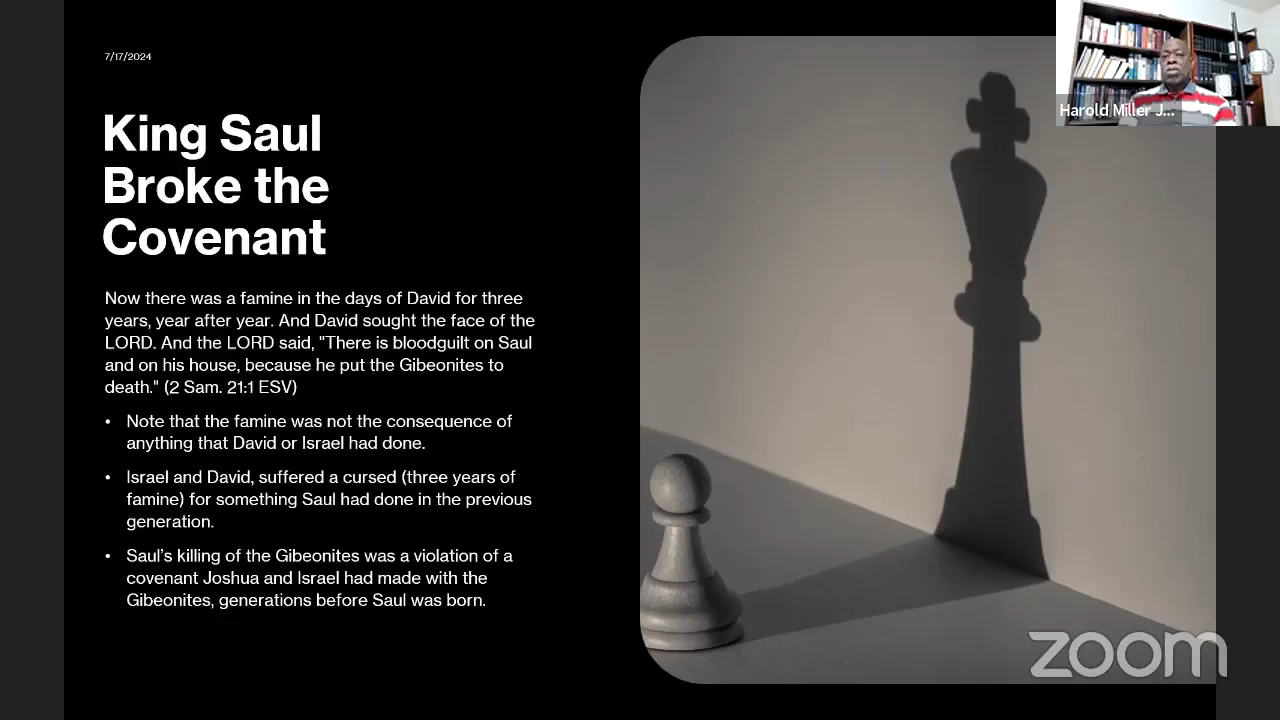 7/17/2024
King Saul
Broke the
Covenant
Now there was a famine in the days of David for three
years, year after year. And David sought the face of the
LORD. And the LORD said, "There is bloodguilt on Saul
and on his house, because he put the Gibeonites to
death." (2 Sam. 21:1 ESV)
• Note that the famine was not the consequence of
anything that David or Israel had done.
• Israel and David, suffered a cursed (three years of
famine) for something Saul had done in the previous
generation.
• Saul’s killing of the Gibeonites was a violation of a
covenant Joshua and Israel had made with the
Gibeonites, generations before Saul was born.
Harold Miller J...
zoom